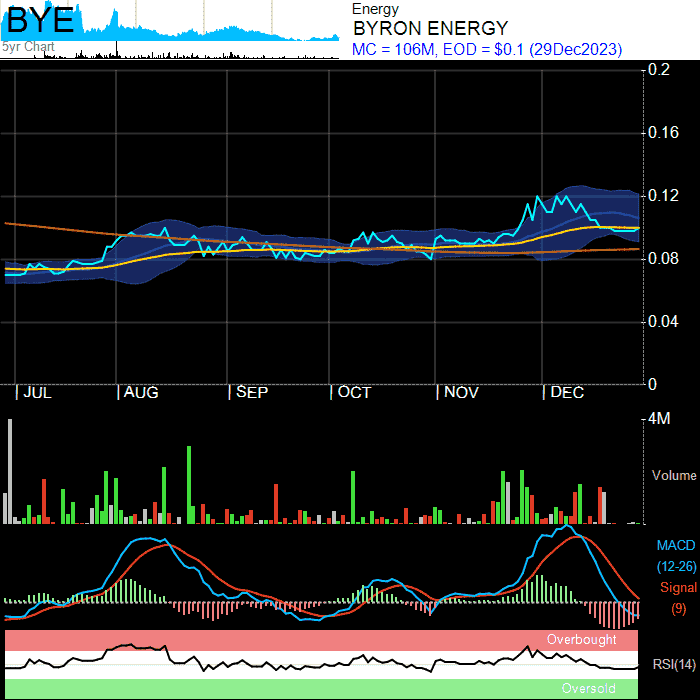 BYE
5yr Chart
Energy
BYRON ENERGY
MC = 106M, EOD = $0.1 (29Dec2023)
0.2
0.16
0.12
0.08
0.04
0
JUL AUG SEP OCT NOV DEC
4M
Volume
MACD
(12-26)
Signal
(9)
Overbought
RSI(14)
Oversold